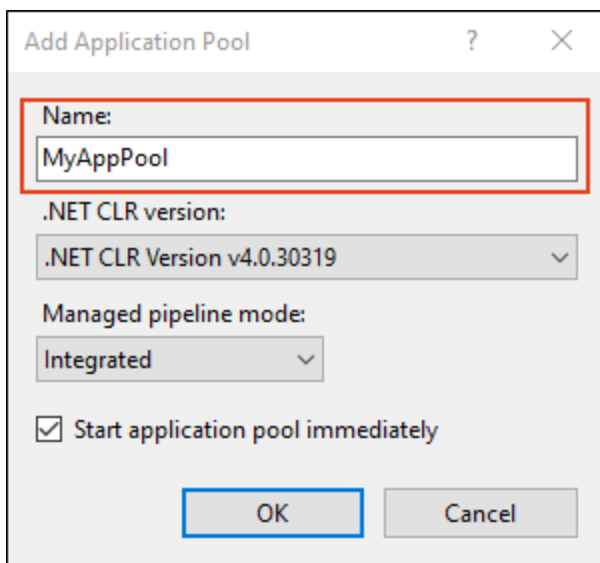 Add Application Pool ?
Name:
MyAppPool
.NET CLR version:
.NET CLR Version v4.0.30319
Managed pipeline mode:
Integrated
Start application pool immediately
OK Cancel